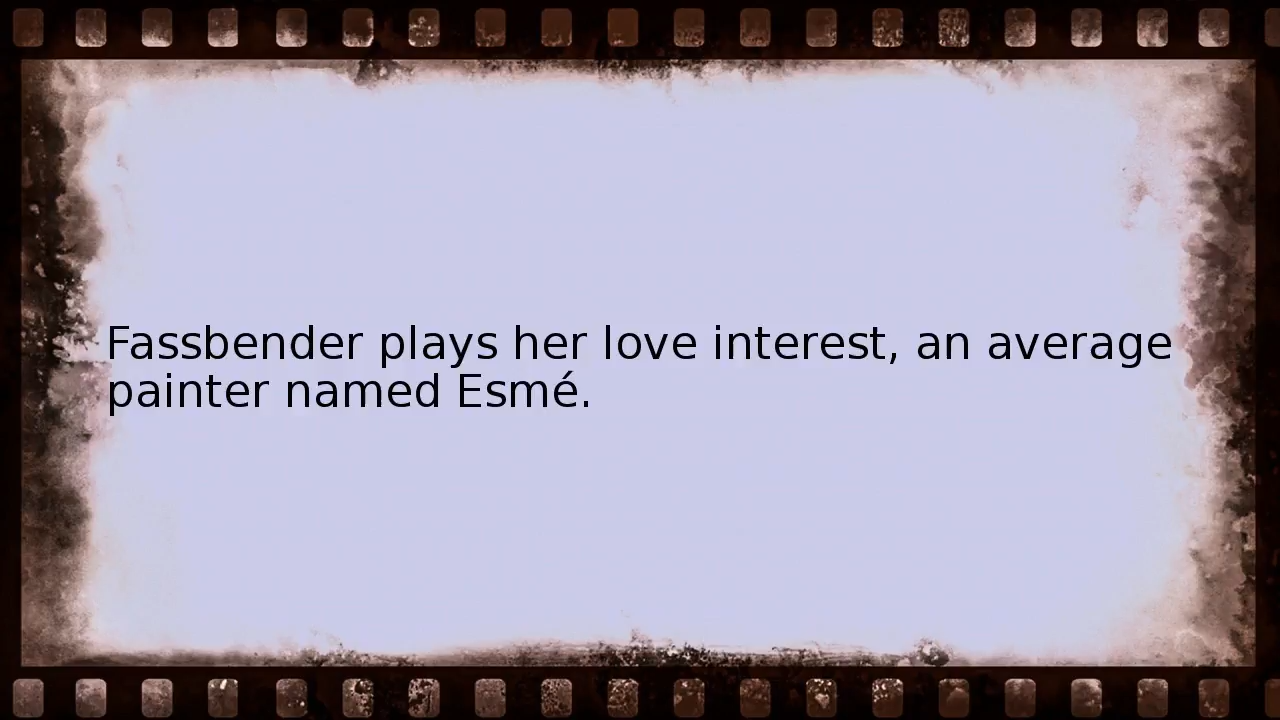 Fassbender plays her love interest, an average
painter named Esmé.